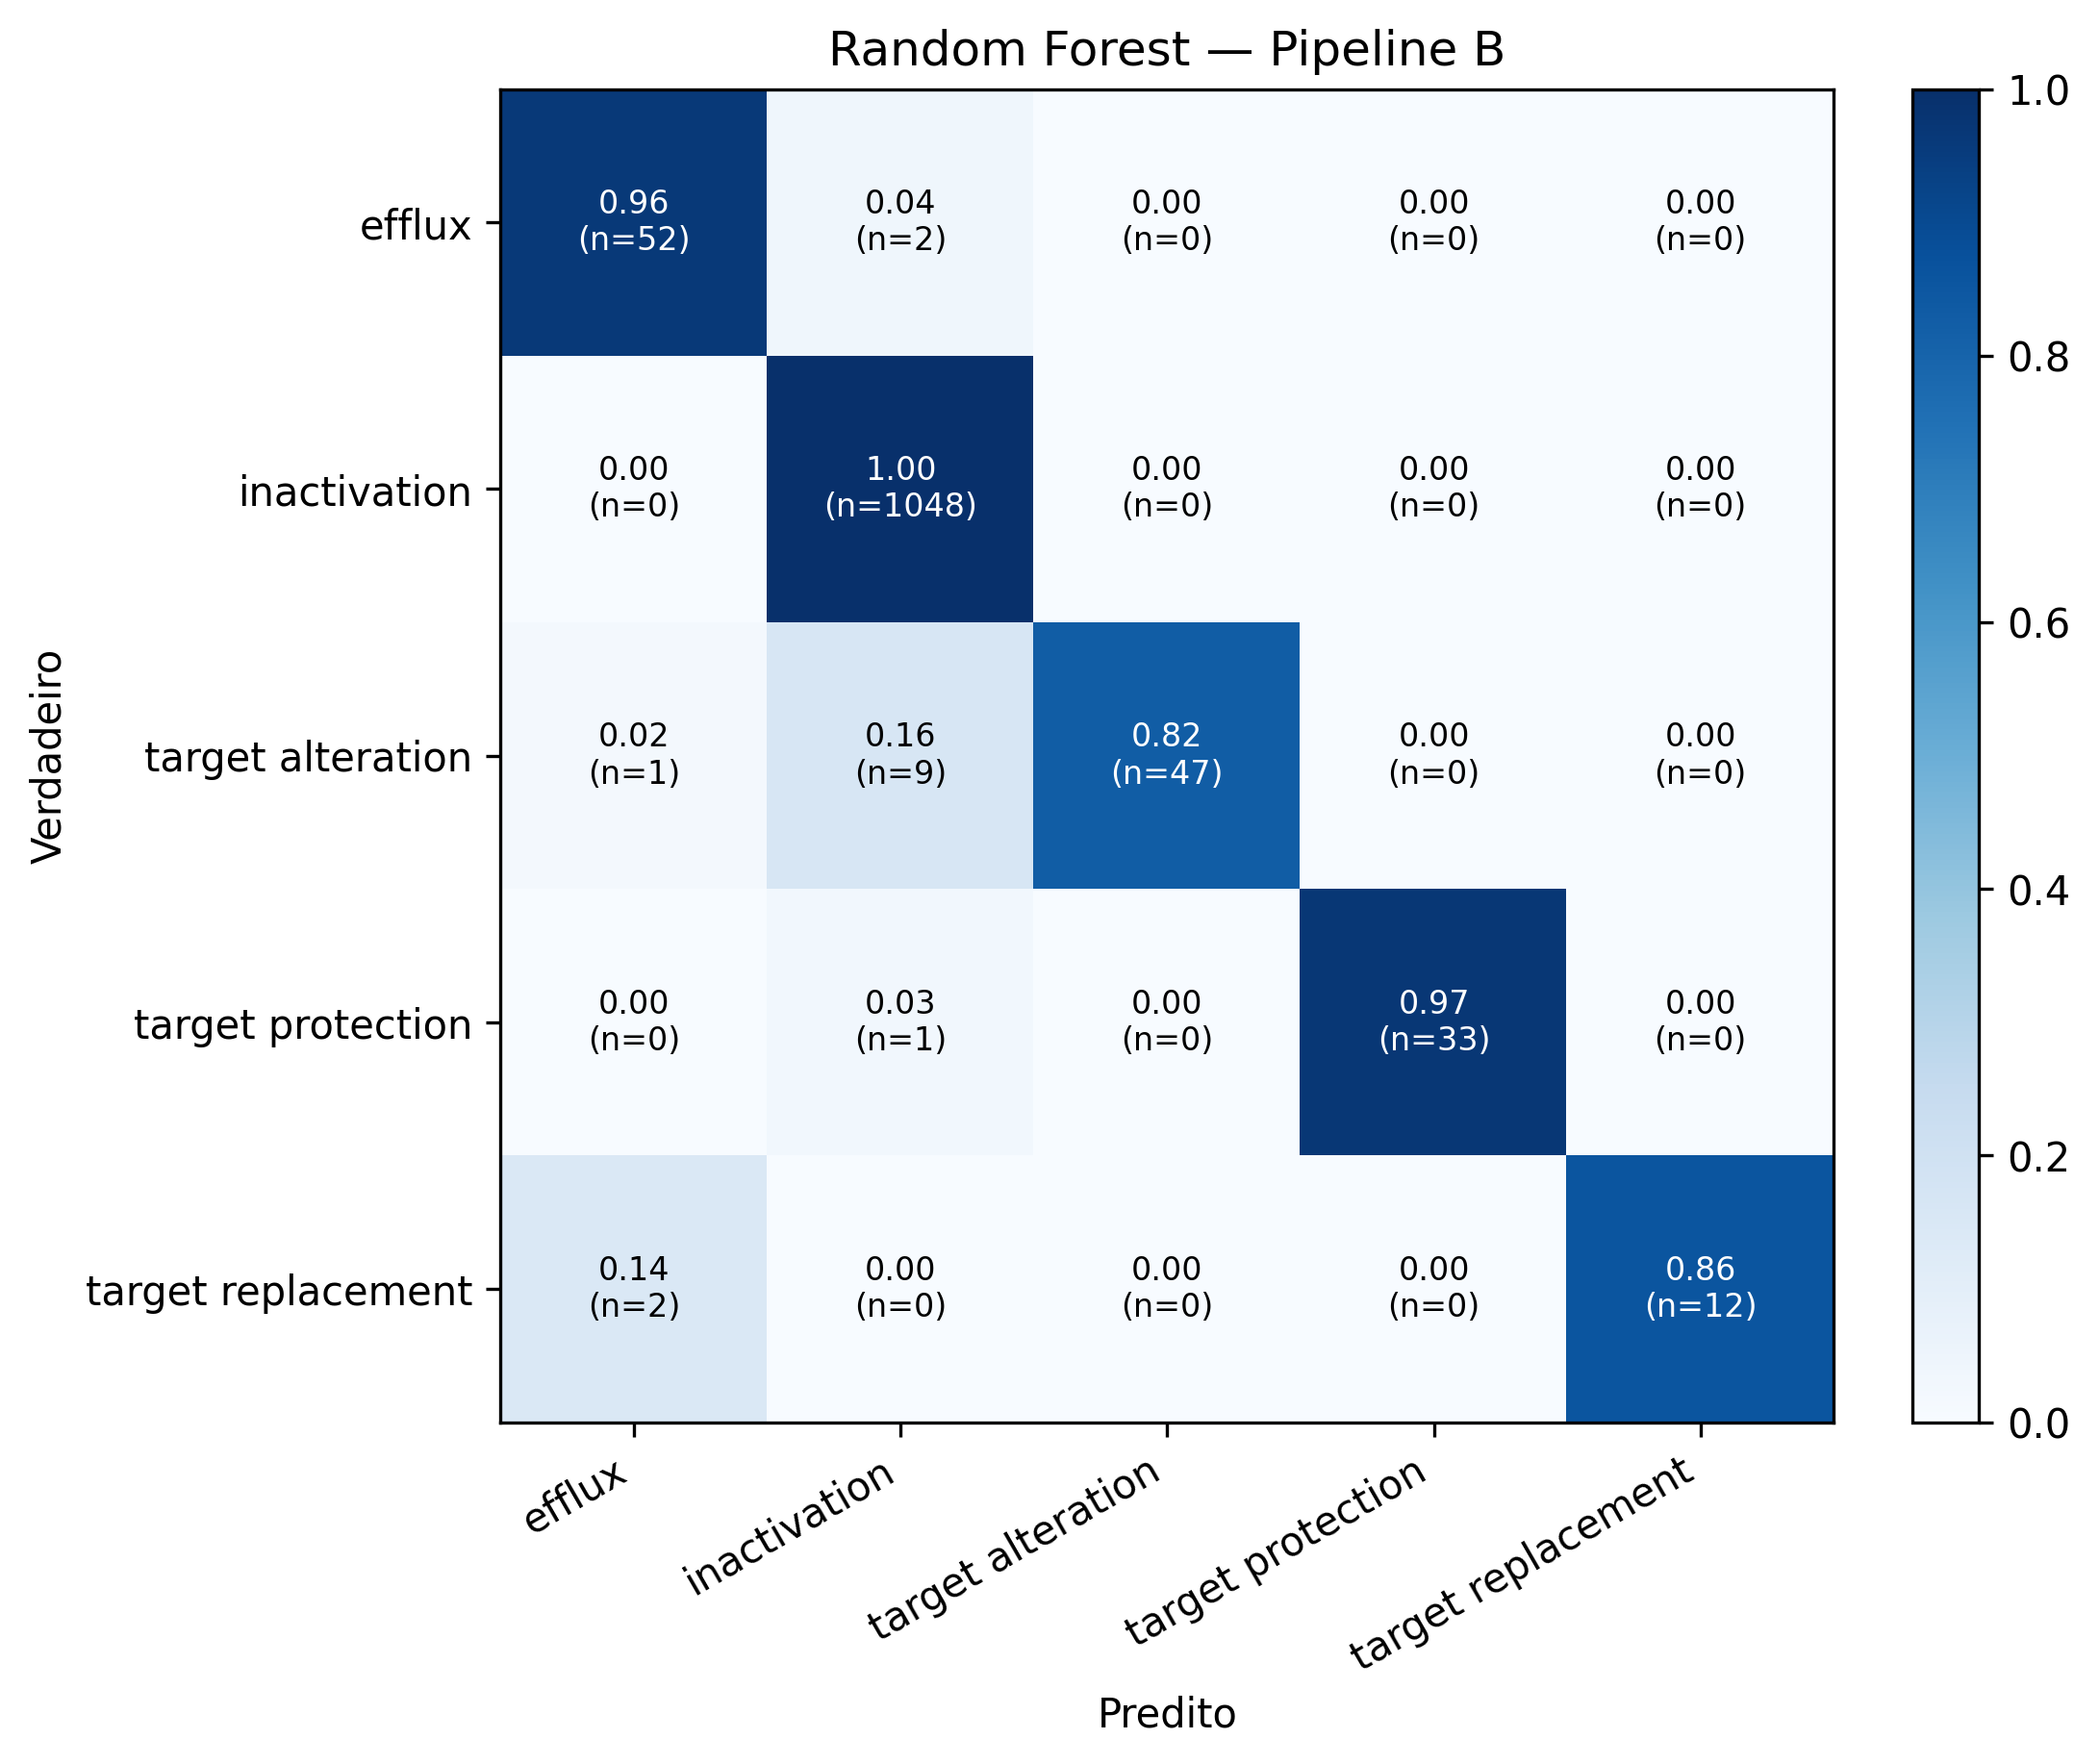 Random Forest — Pipeline B
Verdadeiro
efflux
0.96
(n=52)
0.04
(n=2)
0.00
(n=0)
0.00
(n=0)
0.00
(n=0)
inactivation
0.00
(n=0)
1.00
(n=1048)
0.00
(n=0)
0.00
(n=0)
0.00
(n=0)
target alteration
0.02
(n=1)
0.16
(n=9)
0.82
(n=47)
0.00
(n=0)
0.00
(n=0)
target protection
0.00
(n=0)
0.03
(n=1)
0.00
(n=0)
0.97
(n=33)
0.00
(n=0)
target replacement
0.14
(n=2)
0.00
(n=0)
0.00
(n=0)
0.00
(n=0)
0.86
(n=12)
efflux
inactivation
target alteration
target protection
target replacement
Predito
1.0
0.8
0.6
0.4
0.2
0.0